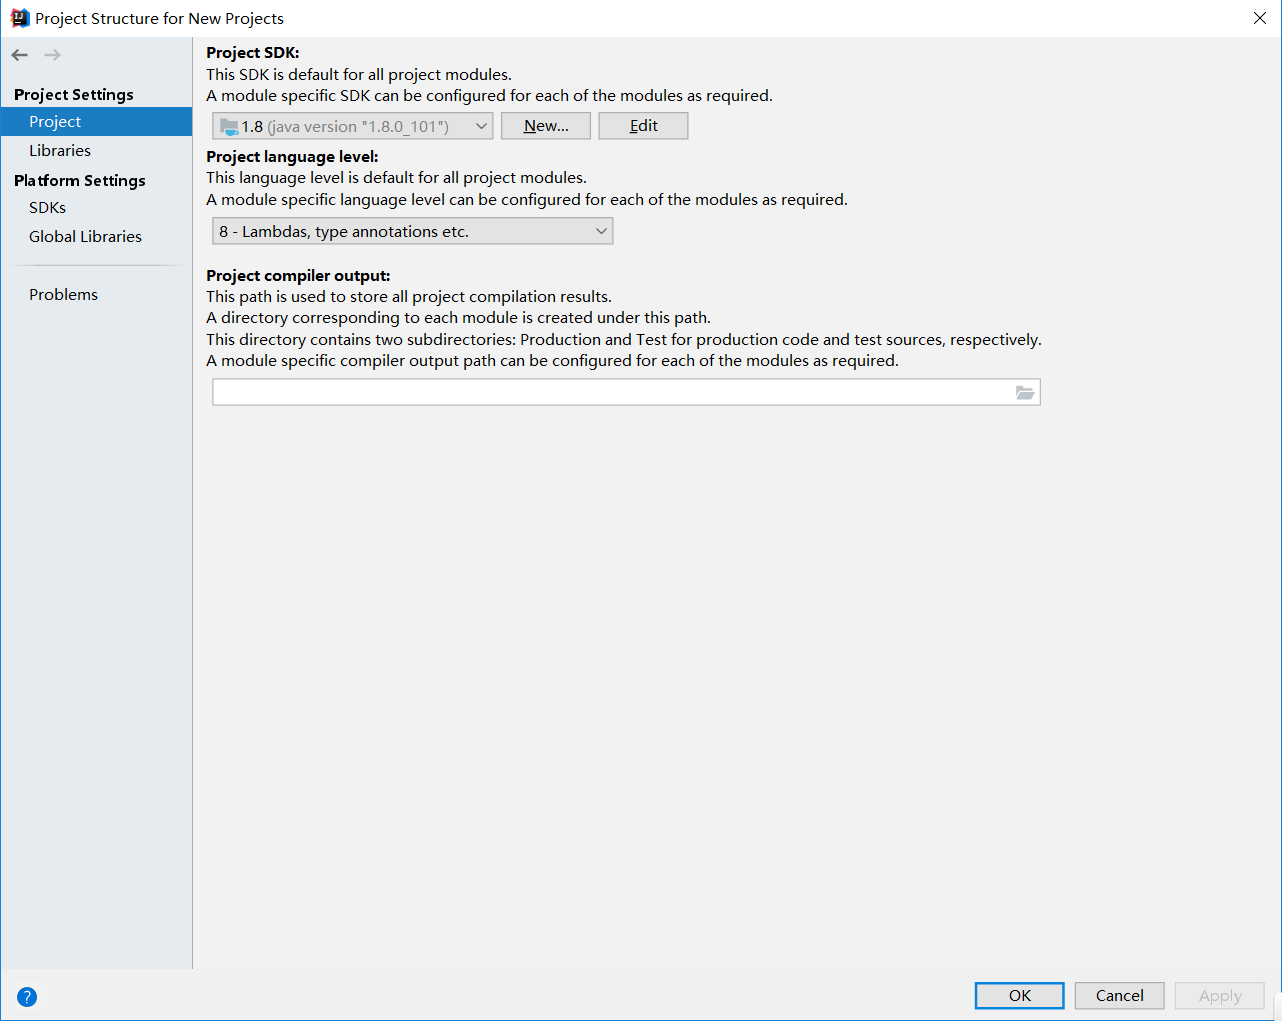 Project Structure for New Projects
Project Settings
Project
Libraries
Platform Settings
SDKs
Global Libraries
Problems
Project SDK:
This SDK is default for all project modules.
A module specific SDK can be configured for each of the modules as required.
1.8 (java version "1.8.0_101")
New...
Edit
Project language level:
This language level is default for all project modules.
A module specific language level can be configured for each of the modules as required.
8 - Lambdas, type annotations etc.
Project compiler output:
This path is used to store all project compilation results.
A directory corresponding to each module is created under this path.
This directory contains two subdirectories: Production and Test for production code and test sources, respectively.
A module specific compiler output path can be configured for each of the modules as required.
?
OK
Cancel
Apply